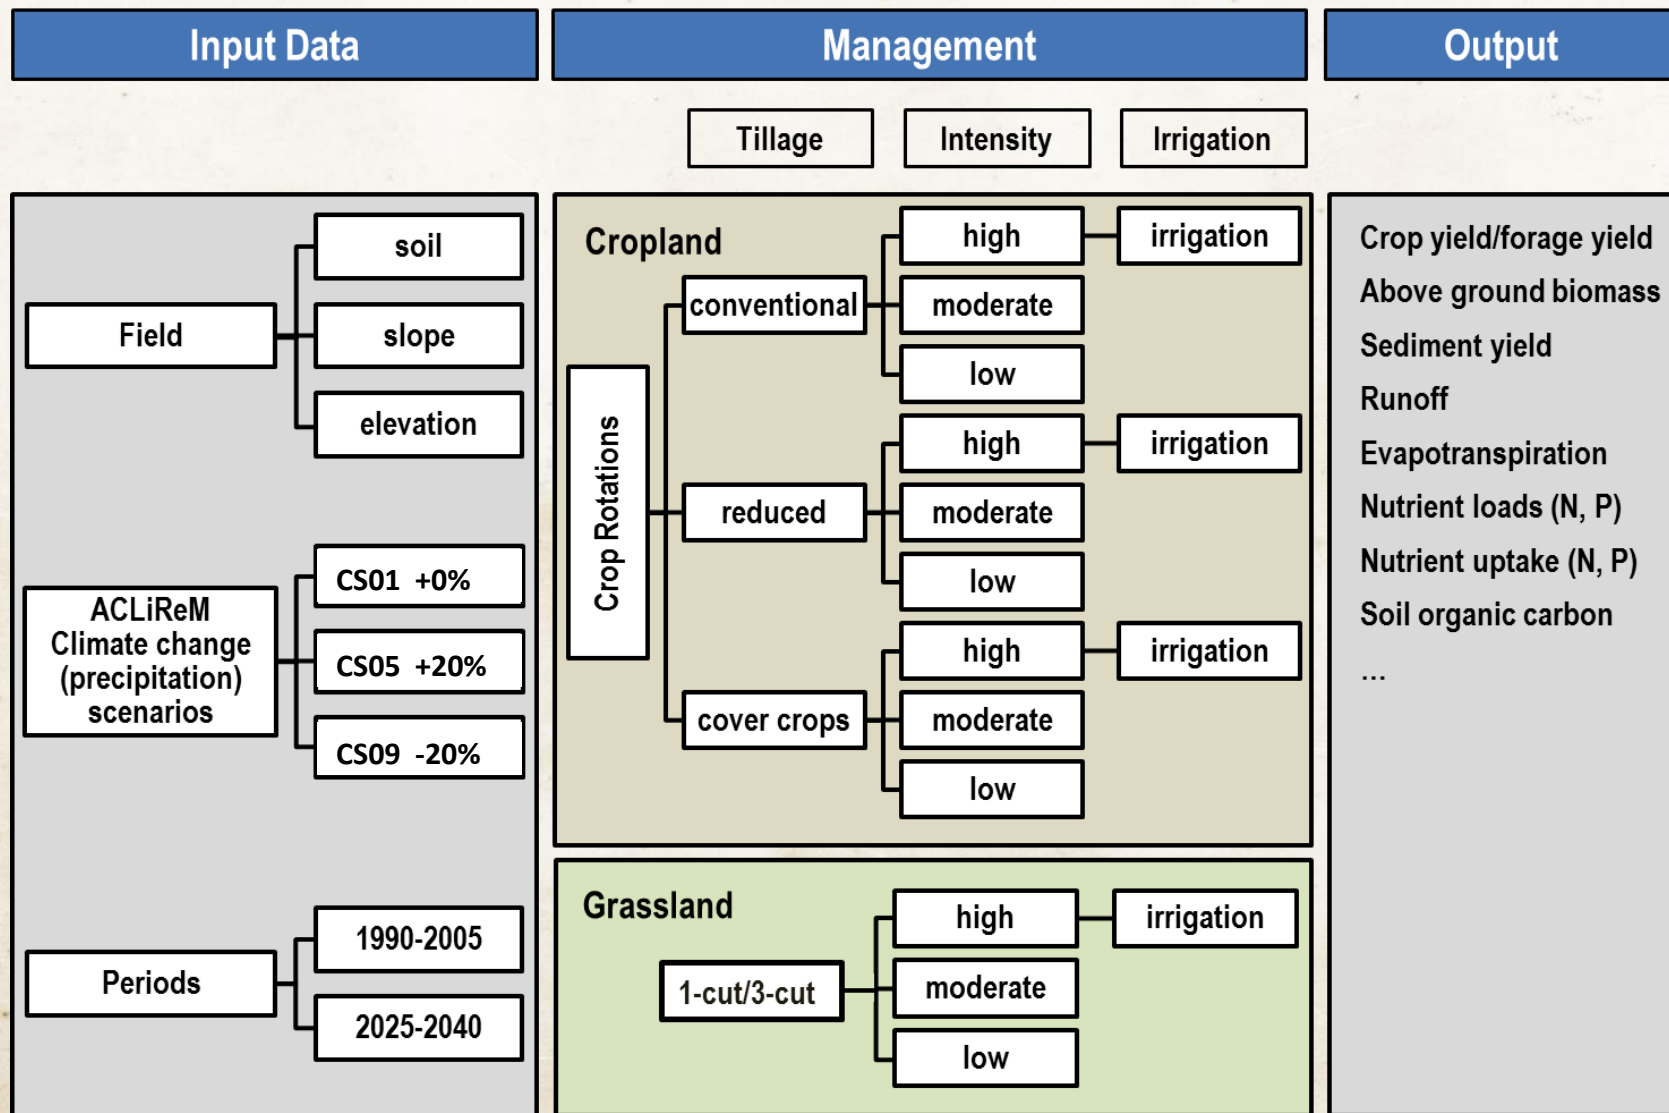 Input Data
Management
Output
Tillage
Intensity
Irrigation
Field
soil
slope
elevation
ACLiReM
Climate change
(precipitation)
scenarios
CS01 +0%
CS05 +20%
CS09 -20%
Periods
1990-2005
2025-2040
Cropland
Crop Rotations
conventional
high
irrigation
moderate
low
reduced
high
irrigation
moderate
low
cover crops
high
irrigation
moderate
low
Grassland
1-cut/3-cut
high
irrigation
moderate
low
Crop yield/forage yield
Above ground biomass
Sediment yield
Runoff
Evapotranspiration
Nutrient loads (N, P)
Nutrient uptake (N, P)
Soil organic carbon
...